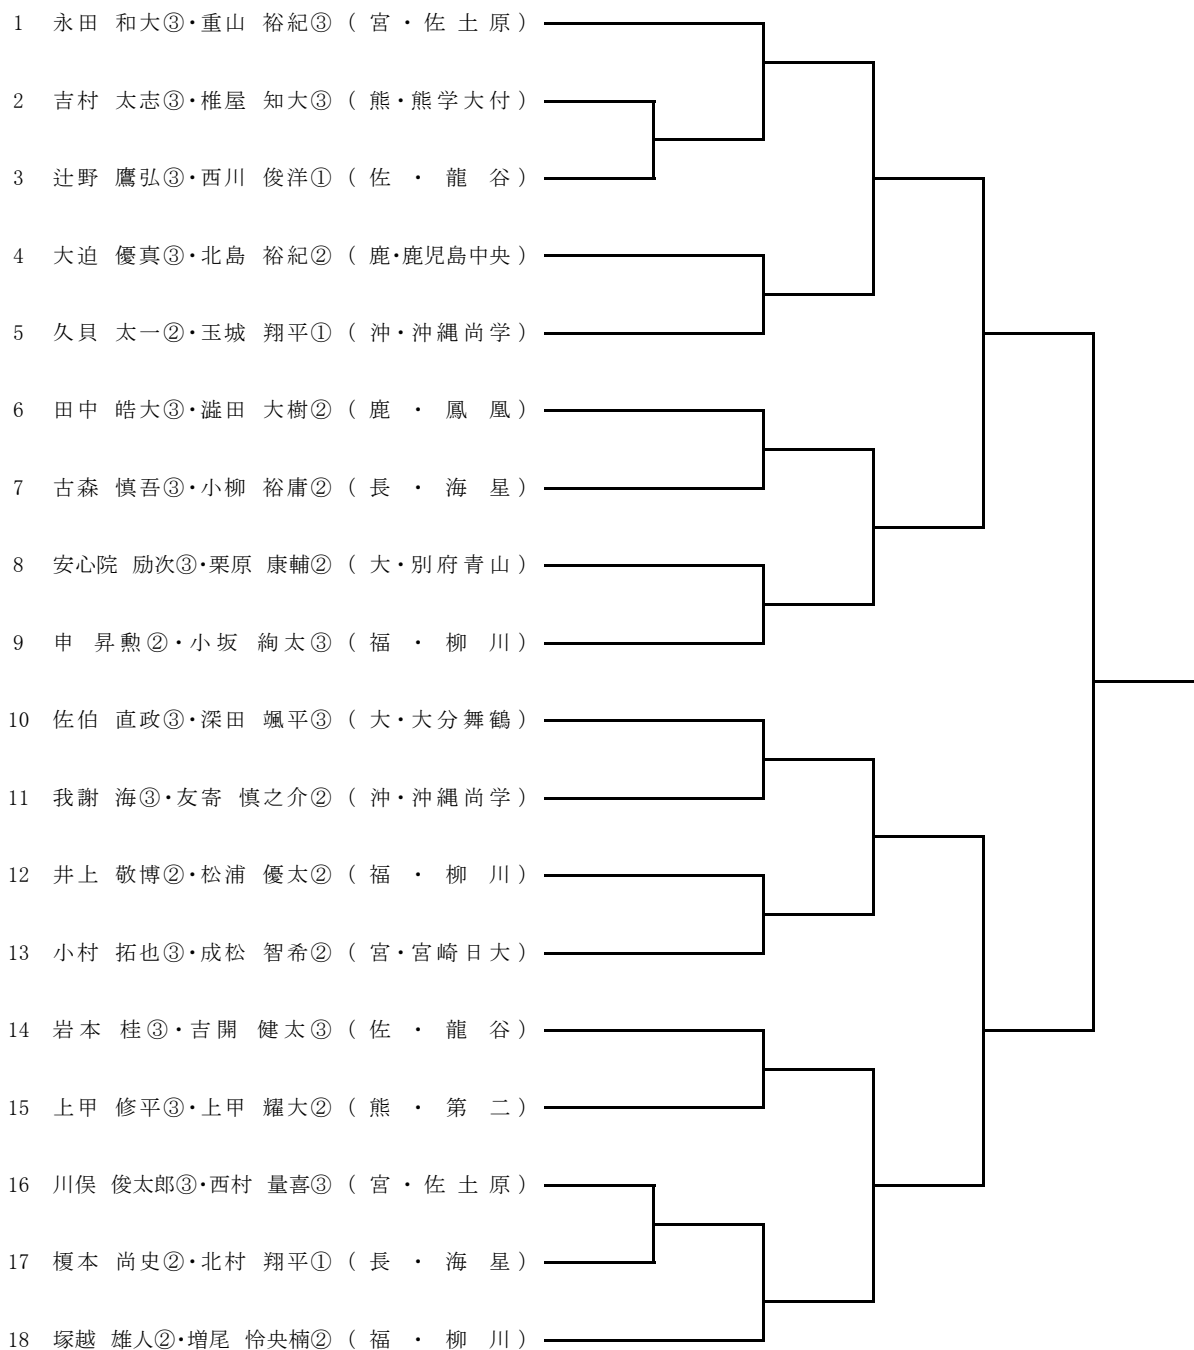 1 永田 和大③・重山 裕紀③ ( 宮・佐土原 )
2 吉村 太志③・椎屋 知大③ ( 熊・熊学大付 )
3 辻野 鷹弘③・西川 俊洋① ( 佐・龍谷 )
4 大迫 優真③・北島 裕紀② ( 鹿・鹿児島中央 )
5 久貝 太一②・玉城 翔平① ( 沖・沖縄尚学 )
6 田中 皓大③・澁田 大樹② ( 鹿・鳳凰 )
7 古森 慎吾③・小柳 裕庸② ( 長・海星 )
8 安心院 励次③・栗原 康輔② ( 大・別府青山 )
9 申 昇勲②・小坂 絢太③ ( 福・柳川 )
10 佐伯 直政③・深田 颯平③ ( 大・大分舞鶴 )
11 我謝 海③・友寄 慎之介② ( 沖・沖縄尚学 )
12 井上 敬博②・松浦 優太② ( 福・柳川 )
13 小村 拓也③・成松 智希② ( 宮・宮崎日大 )
14 岩本 桂③・吉開 健太③ ( 佐・龍谷 )
15 上甲 修平③・上甲 耀大② ( 熊・第二 )
16 川俣 俊太郎③・西村 量喜③ ( 宮・佐土原 )
17 榎本 尚史②・北村 翔平① ( 長・海星 )
18 塚越 雄人②・増尾 怜央楠② ( 福・柳川 )